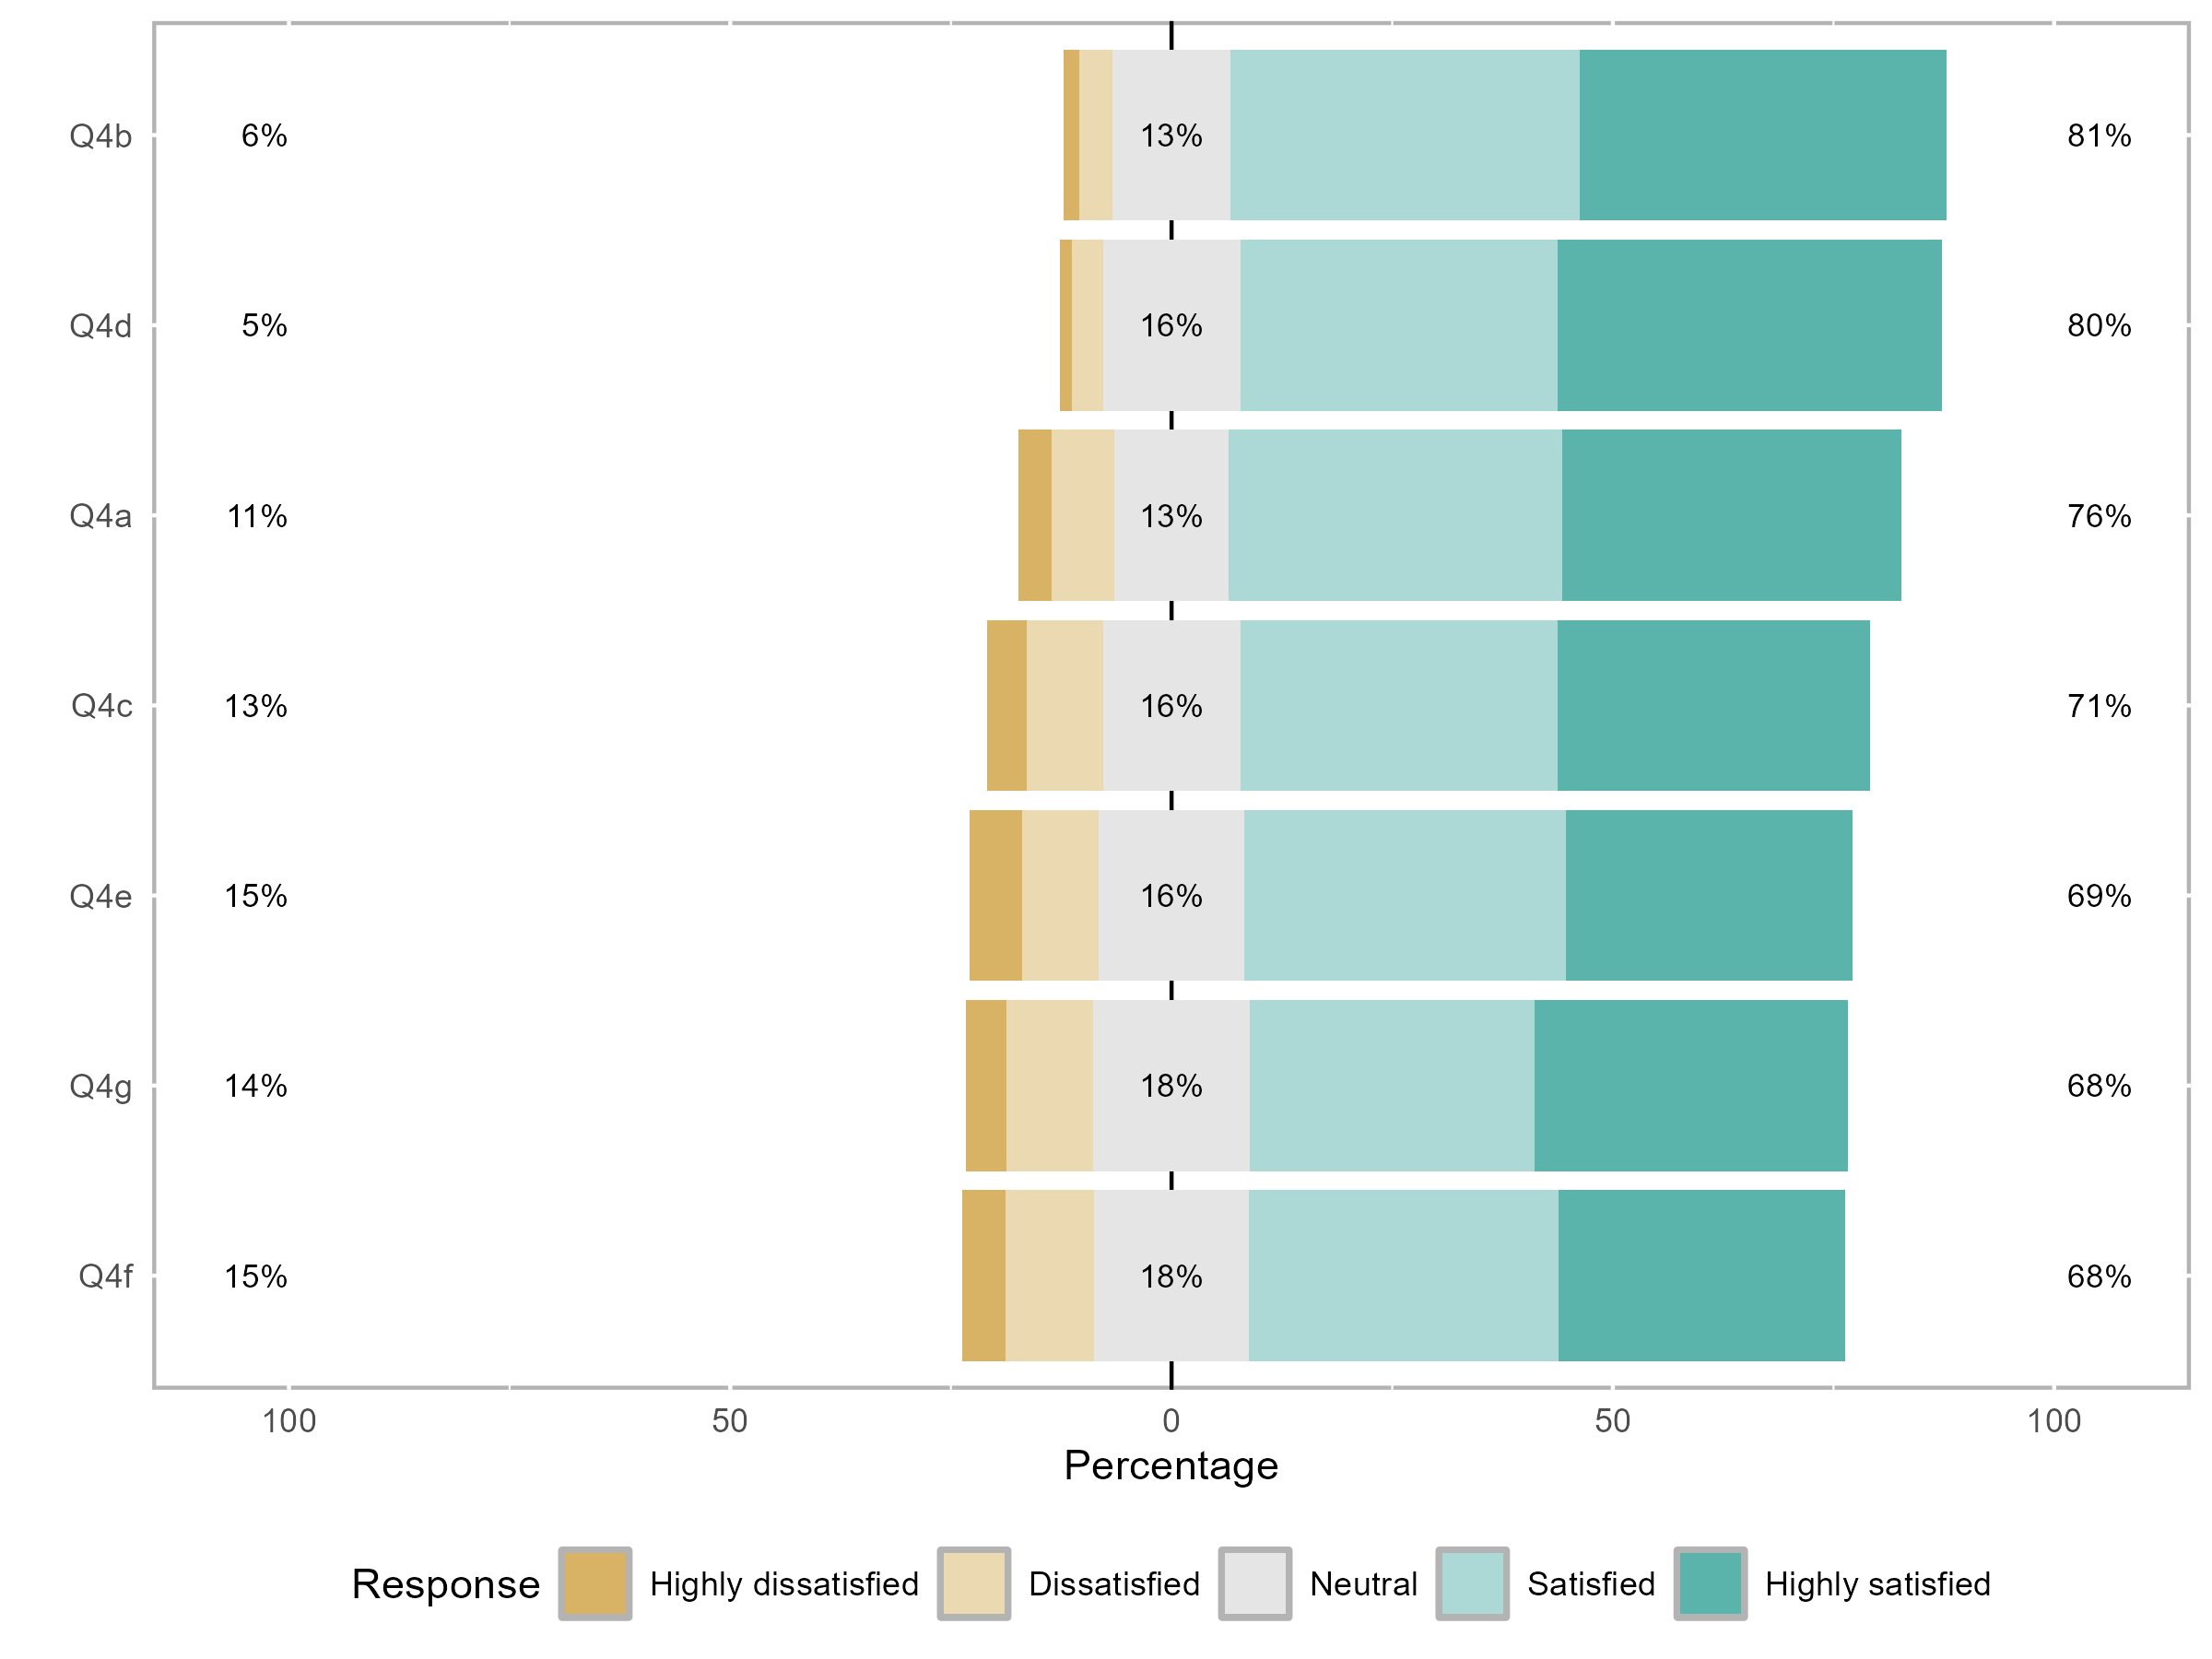 Q4b 6% 13% 81%
Q4d 5% 16% 80%
Q4a 11% 13% 76%
Q4c 13% 16% 71%
Q4e 15% 16% 69%
Q4g 14% 18% 68%
Q4f 15% 18% 68%
100 50 0 50 100
Percentage
Response Highly dissatisfied Dissatisfied Neutral Satisfied Highly satisfied